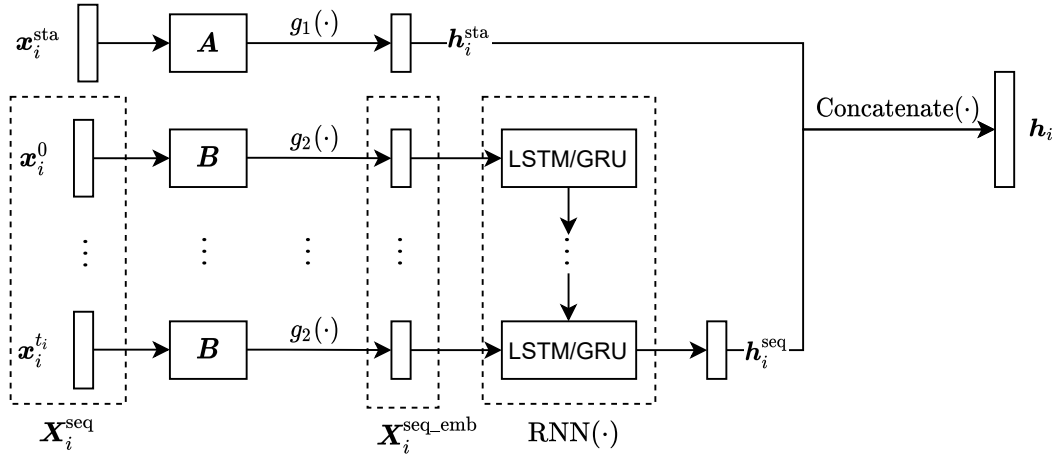 x_i^sta A g_1(·) h_i^sta
Concatenate(·) h_i
x_i^0 B g_2(·) LSTM/GRU
⋮ ⋮ ⋮ ⋮ ⋮
x_i^{t_i} B g_2(·) LSTM/GRU h_i^seq
X_i^seq X_i^{seq_emb} RNN(·)